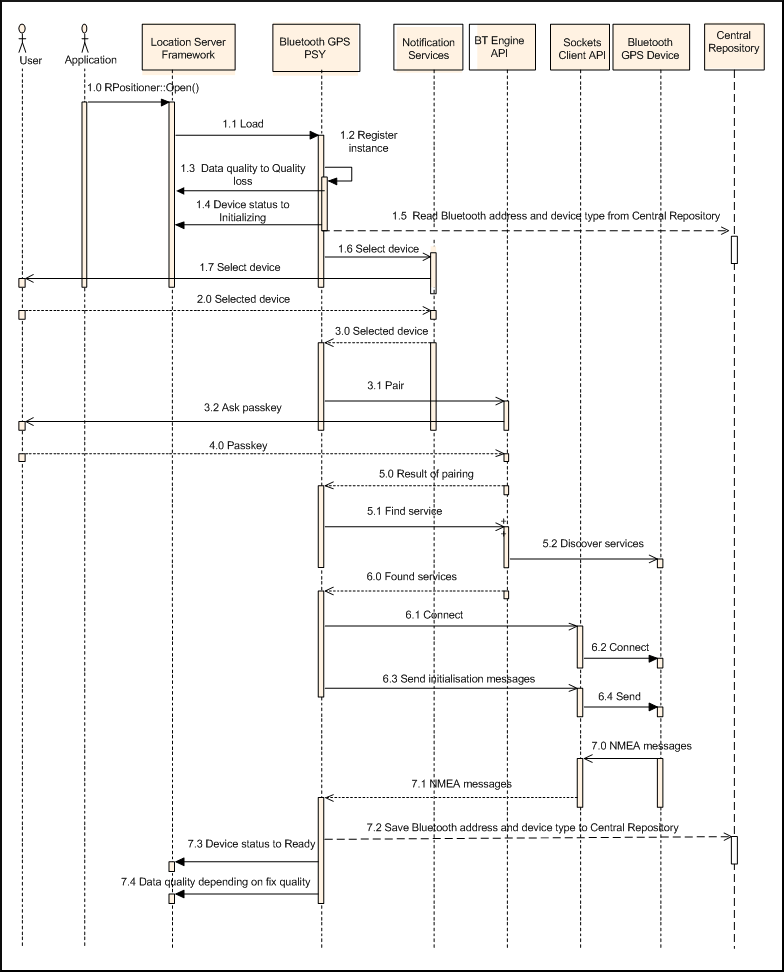 User
Application
Location Server
Framework
Bluetooth GPS
PSY
Notification
Services
BT Engine
API
Sockets
Client API
Bluetooth
GPS Device
Central
Repository
1.0 RPositioner::Open()
1.1 Load
1.2 Register
instance
1.3 Data quality to Quality
loss
1.4 Device status to
Initializing
1.5 Read Bluetooth address and device type from Central Repository
1.6 Select device
1.7 Select device
2.0 Selected device
3.0 Selected device
3.1 Pair
3.2 Ask passkey
4.0 Passkey
5.0 Result of pairing
5.1 Find service
5.2 Discover services
6.0 Found services
6.1 Connect
6.2 Connect
6.3 Send initialisation messages
6.4 Send
7.0 NMEA messages
7.1 NMEA messages
7.2 Save Bluetooth address and device type to Central Repository
7.3 Device status to Ready
7.4 Data quality depending on fix quality